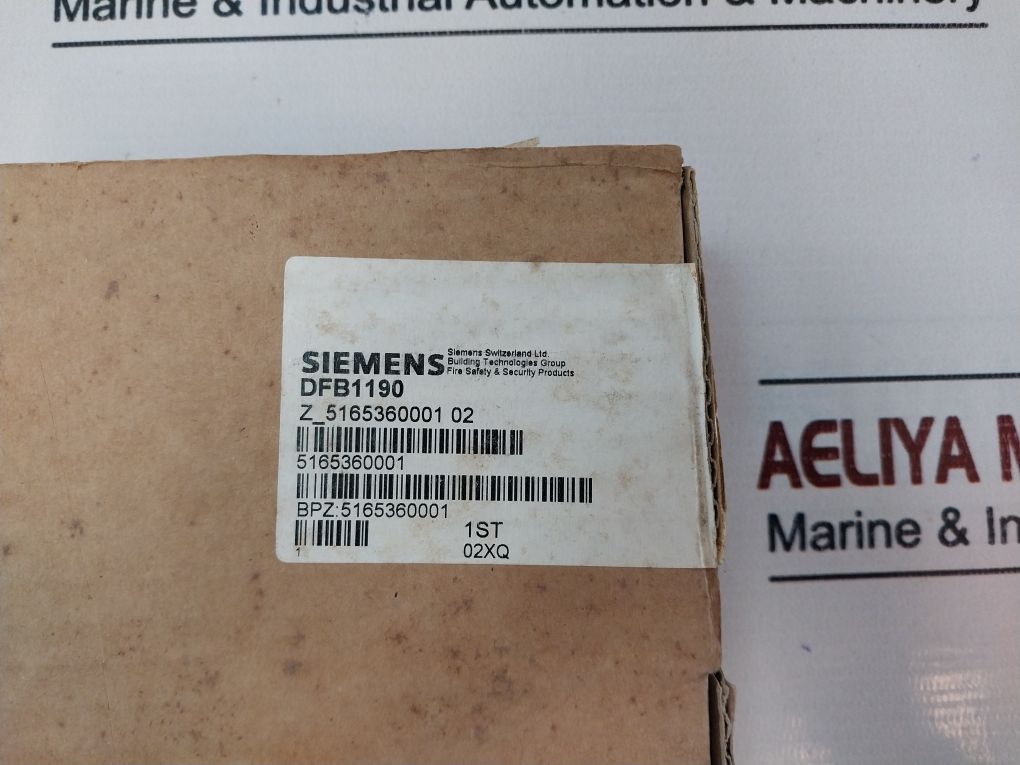 Marine & Industrial Automation & Machinery
SIEMENS
Siemens Switzerland Ltd.
Building Technologies Group
Fire Safety & Security Products
DFB1190
Z_5165360001 02
5165360001
BPZ:5165360001
1ST
1
02XQ
AELIYA M
Marine & In